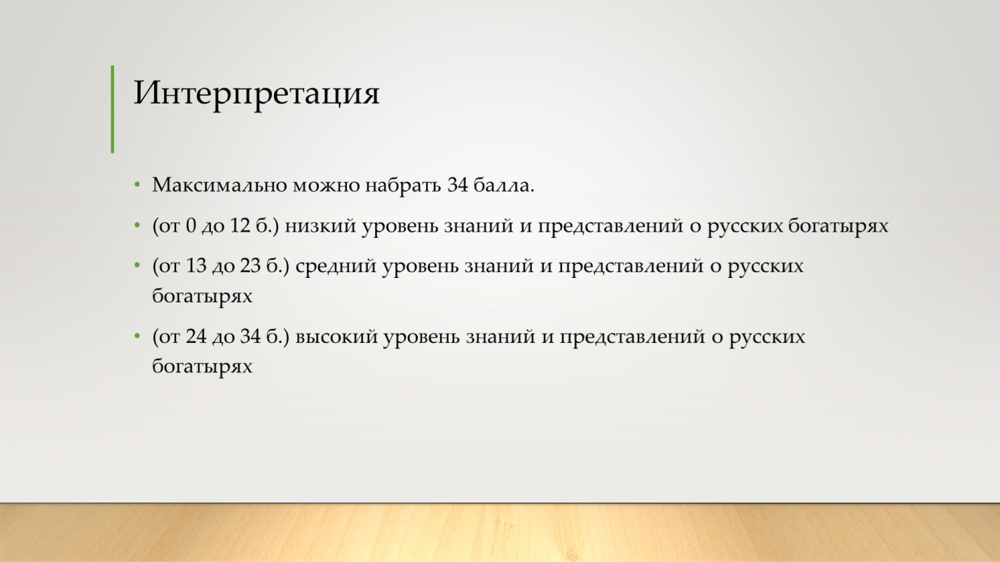 Интерпретация
• Максимально можно набрать 34 балла.
• (от 0 до 12 б.) низкий уровень знаний и представлений о русских богатырях
• (от 13 до 23 б.) средний уровень знаний и представлений о русских
богатырях
• (от 24 до 34 б.) высокий уровень знаний и представлений о русских
богатырях